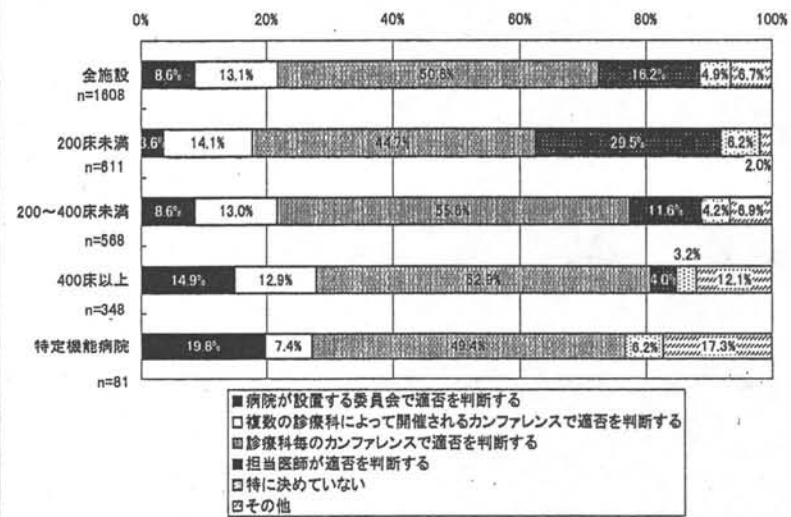 0% 20% 40% 60% 80% 100%
全施設 8.6% 13.1% 50.6% 16.2% 4.9% 6.7%
n=1608
200床未満 3.6% 14.1% 44.7% 29.5% 6.2%
n=611 2.0%
200～400床未満 8.6% 13.0% 55.6% 11.6% 4.2% 6.9%
n=568
3.2%
400床以上 14.9% 12.9% 52.9% 4.0% 12.1%
n=348
特定機能病院 19.8% 7.4% 49.4% 6.2% 17.3%
n=81
病院が設置する委員会で適否を判断する
複数の診療科によって開催されるカンファレンスで適否を判断する
診療科毎のカンファレンスで適否を判断する
担当医師が適否を判断する
特に決めていない
その他